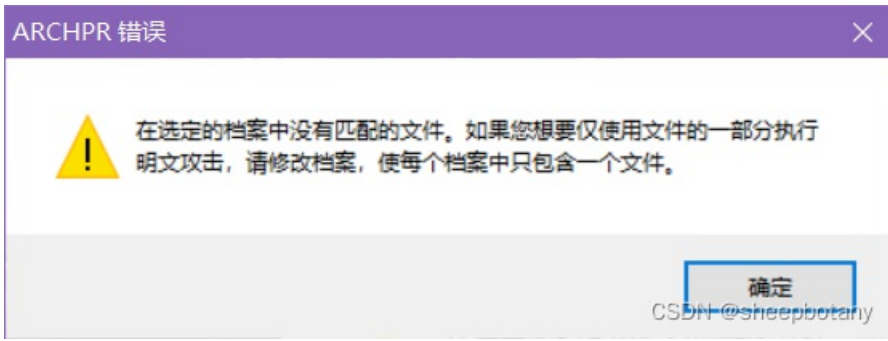 ARCHPR 错误
在选定的档案中没有匹配的文件。如果您想要仅使用文件的一部分执行
明文攻击，请修改档案，使每个档案中只包含一个文件。
确定
CSDN @sheepbotany